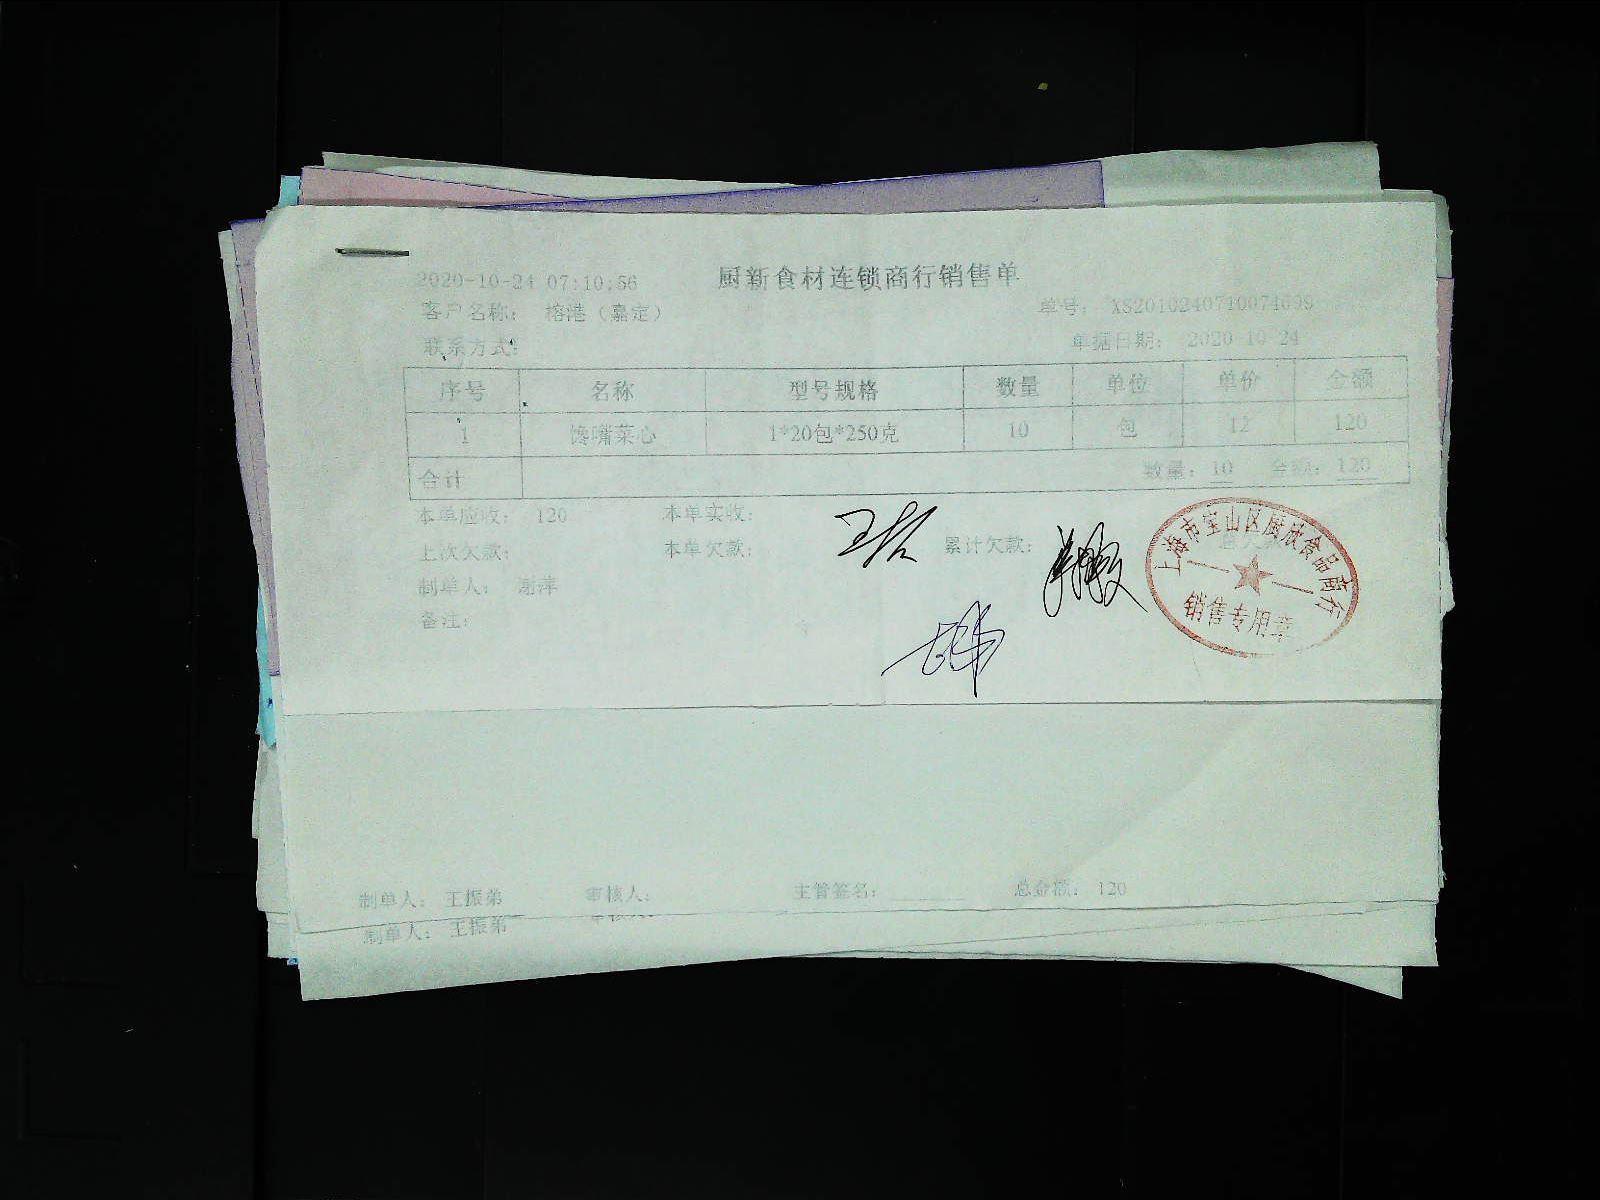 厨新食材连锁商行销售单
2020-10-24 07:10:56
客户名称： 榕港（嘉定） 单号： XS2010240710074699
联系方式： 单据日期： 2020-10-24
序号 名称 型号规格 数量 单位 单价 金额
1 馋嘴菜心 1*20包*250克 10 包 12 120
合计 数量：10 金额：120
本单应收： 120 本单实收：
上次欠款： 本单欠款： 累计欠款：
制单人： 谢萍
备注：
上海市宝山区厨欣食品商行
销售专用章
制单人： 王振弟 审核人： 主管签名： 总金额： 120
制单人： 王振弟 审核人：